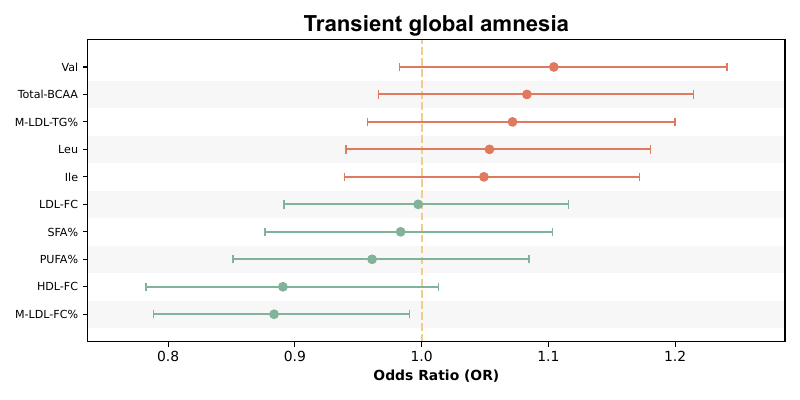 Transient global amnesia
Val
Total-BCAA
M-LDL-TG%
Leu
Ile
LDL-FC
SFA%
PUFA%
HDL-FC
M-LDL-FC%
0.8 0.9 1.0 1.1 1.2
Odds Ratio (OR)